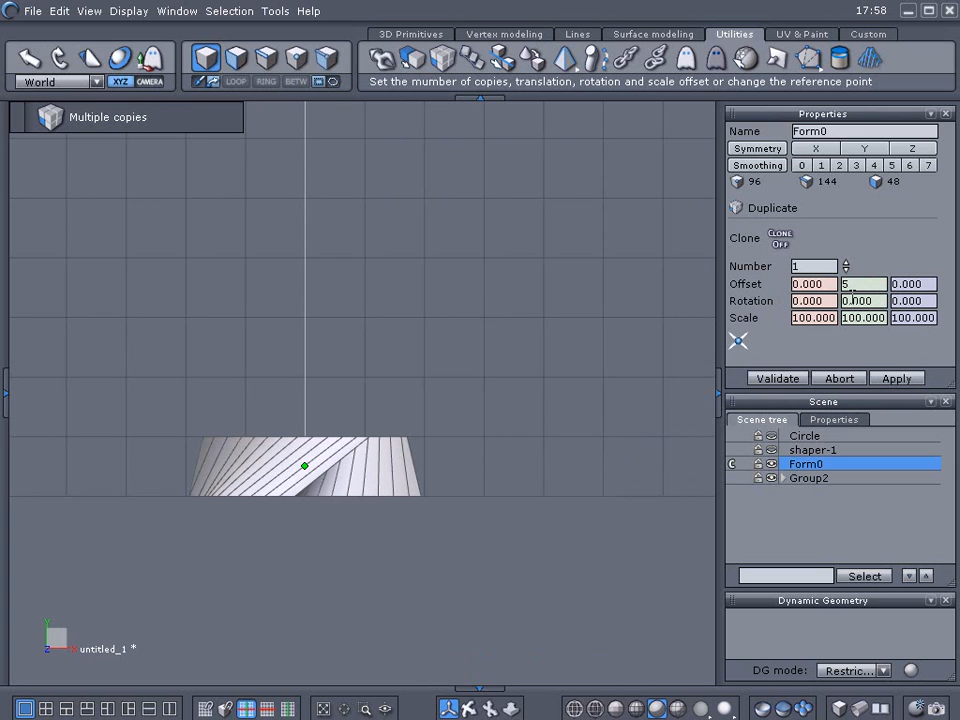 File Edit View Display Window Selection Tools Help 17:58
3D Primitives Vertex modeling Lines Surface modeling Utilities UV & Paint Custom
World XYZ CAMERA LOOP RING BETW
Set the mumber of copies, translation, rotation and scale offset or change the reference point
Multiple copies
Properties
Name Form0
Symmetry X Y Z
Smoothing 0 1 2 3 4 5 6 7
96 144 48
Duplicate
Clone CLONE OFF
Number 1
Offset 0.000 5 0.000
Rotation 0.000 0.000 0.000
Scale 100.000 100.000 100.000
Validate Abort Apply
Scene
Scene tree Properties
Circle
shaper-1
C Form0
Group2
Select
Dynamic Geometry
DG mode: Restric...
Y
Z X untitled_1 *